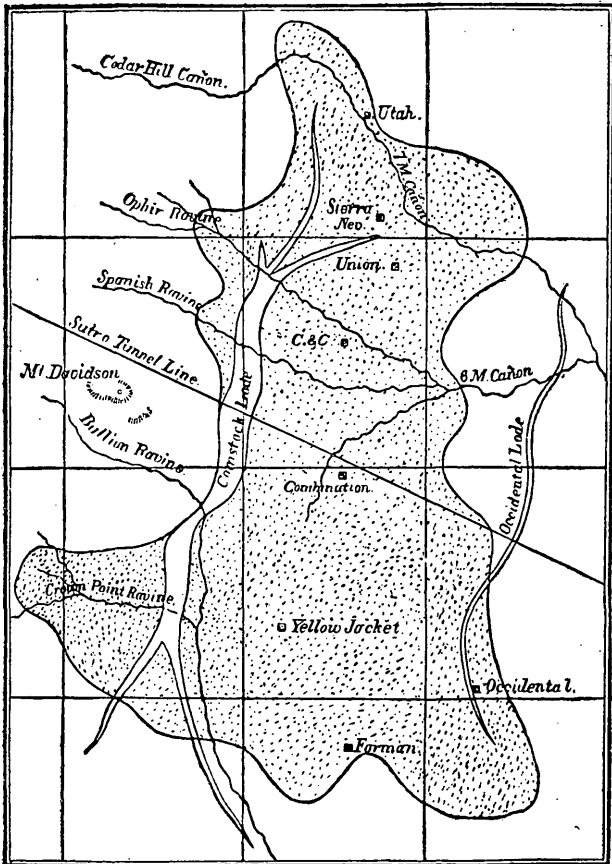 Cedar Hill Cañon.
Utah.
7 M. Cañon
Ophir Ravine
Sierra
Nev.
Union.
Spanish Ravine
C.&C
Sutro Tunnel Line.
Mt. Davidson
6 M. Cañon
Bullion Ravine.
Comstock Lode
Combination.
Occidental Lode
Crown Point Ravine
Yellow Jacket
Occidental.
Forman.